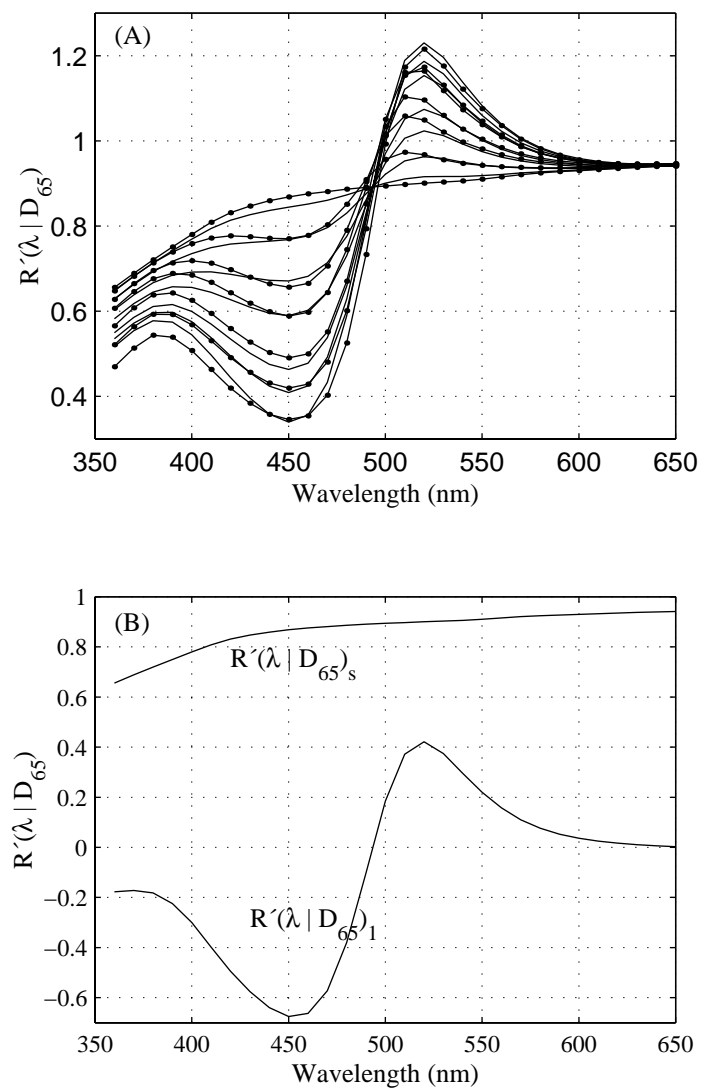 (A)
1.2
1
0.8
0.6
0.4
R´(λ | D65)
350 400 450 500 550 600 650
Wavelength (nm)
(B)
1
0.8
0.6
0.4
0.2
0
−0.2
−0.4
−0.6
R´(λ | D65)
R´(λ | D65)s
R´(λ | D65)1
350 400 450 500 550 600 650
Wavelength (nm)